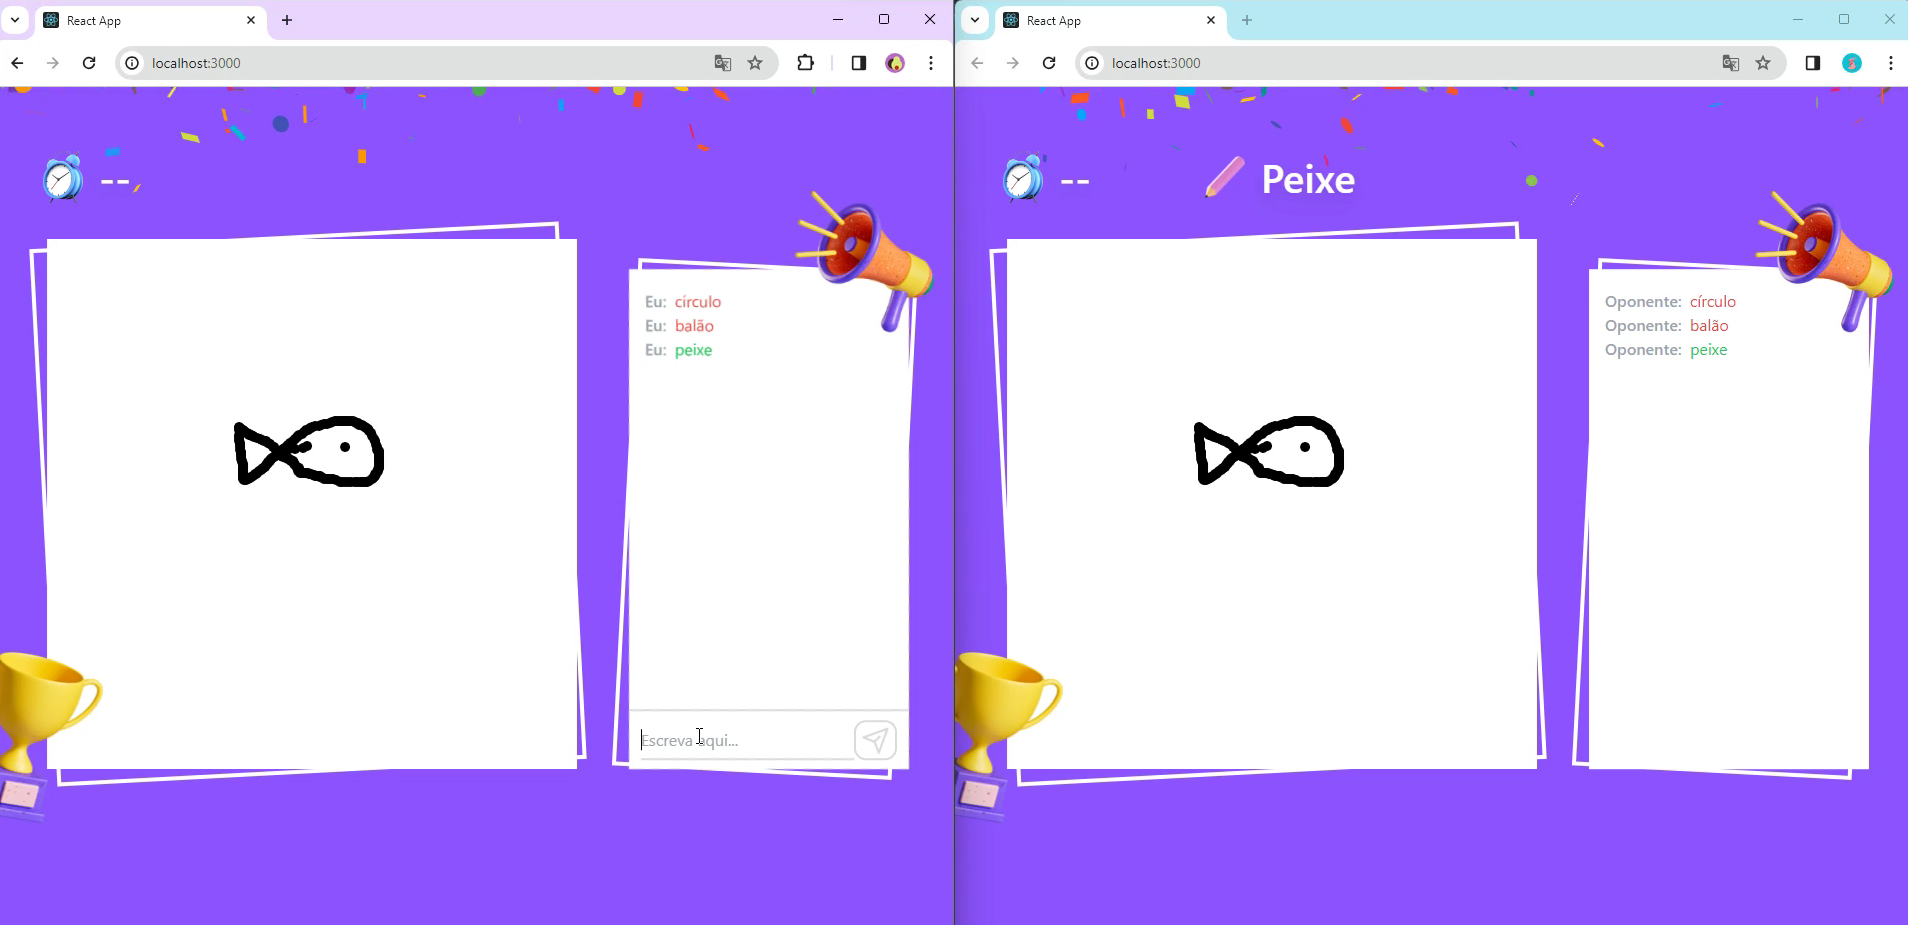 React App
localhost:3000
--
Eu: círculo
Eu: balão
Eu: peixe
Escreva aqui...
React App
localhost:3000
--
Peixe
Oponente: círculo
Oponente: balão
Oponente: peixe